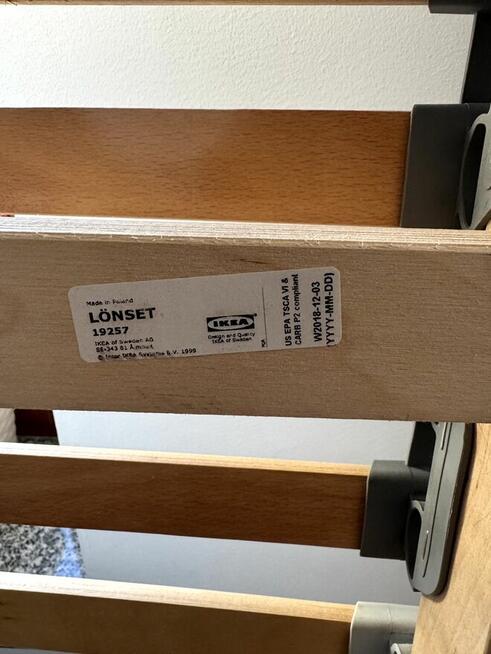 Made in Poland
LÖNSET
19257
IKEA of Sweden AG
SE-343 81 Älmhult
© Inter IKEA Systems B.V. 1999
IKEA
Design and Quality
IKEA of Sweden
US EPA TSCA VI &
CARB P2 compliant
W2018-12-03
YYYY-MM-DD)